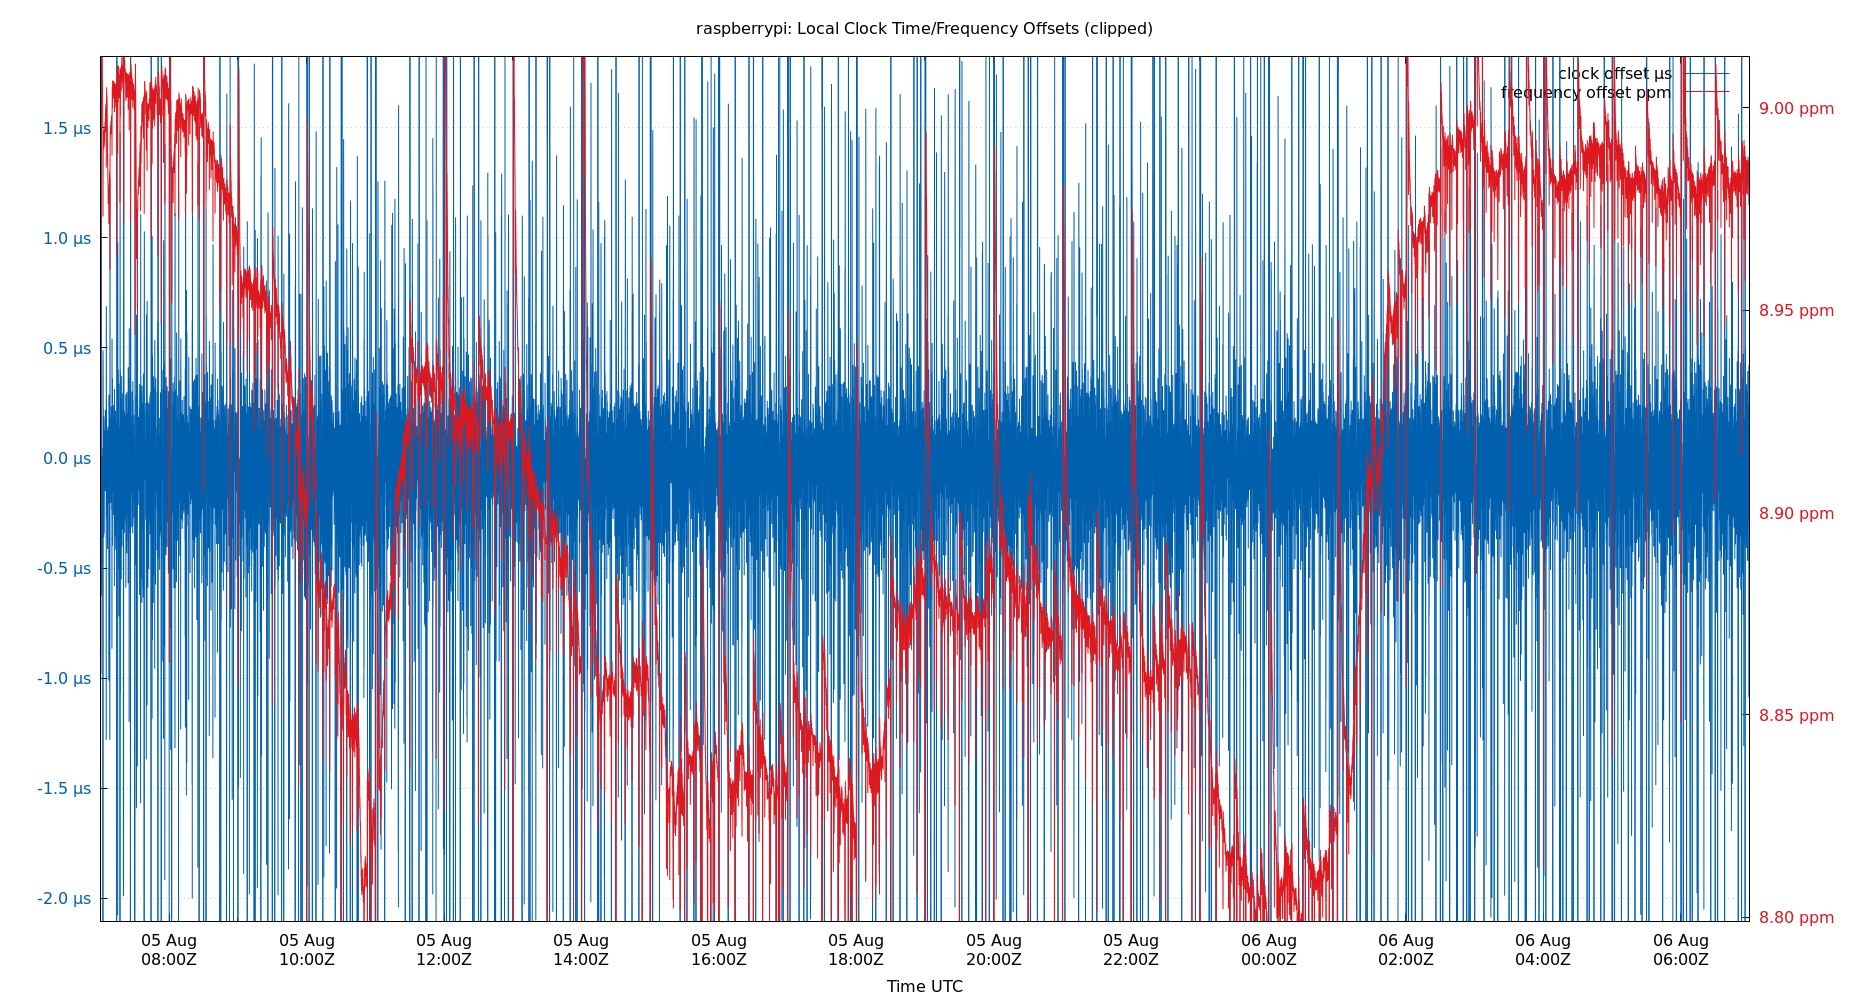 raspberrypi: Local Clock Time/Frequency Offsets (clipped)
clock offset µs
frequency offset ppm
1.5 µs
1.0 µs
0.5 µs
0.0 µs
-0.5 µs
-1.0 µs
-1.5 µs
-2.0 µs
9.00 ppm
8.95 ppm
8.90 ppm
8.85 ppm
8.80 ppm
05 Aug 05 Aug 05 Aug 05 Aug 05 Aug 05 Aug 05 Aug 05 Aug 06 Aug 06 Aug 06 Aug 06 Aug
08:00Z 10:00Z 12:00Z 14:00Z 16:00Z 18:00Z 20:00Z 22:00Z 00:00Z 02:00Z 04:00Z 06:00Z
Time UTC